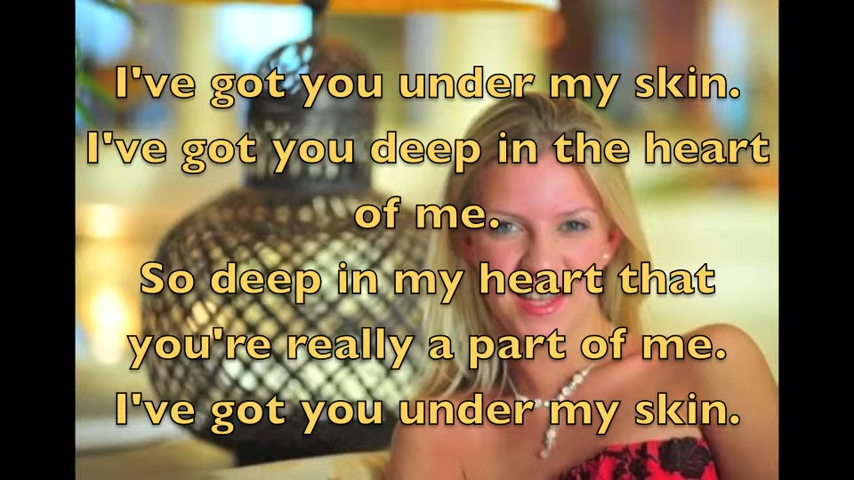 I've got you under my skin.
I've got you deep in the heart
of me.
So deep in my heart that
you're really a part of me.
I've got you under my skin.